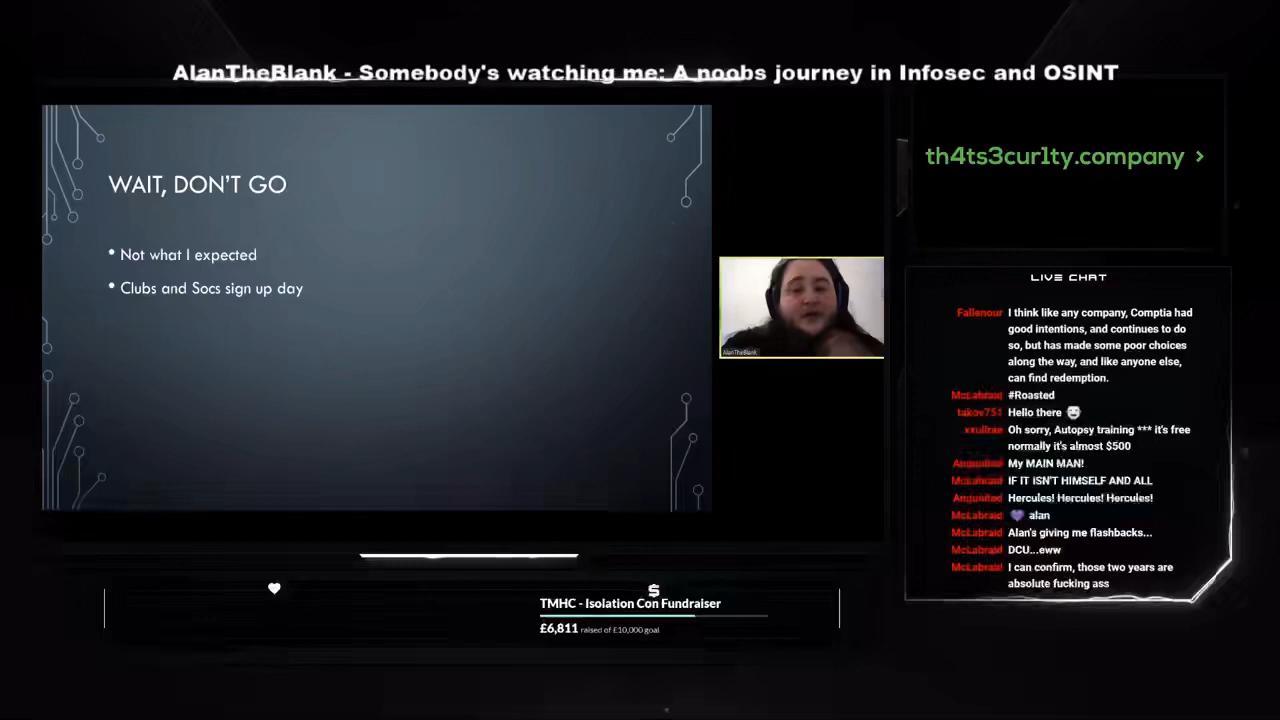 AlanTheBlank - Somebody's watching me: A noobs journey in Infosec and OSINT
WAIT, DON'T GO
• Not what I expected
• Clubs and Socs sign up day
AlanTheBlank
th4ts3cur1ty.company >
LIVE CHAT
Fallenour I think like any company, Comptia had
good intentions, and continues to do
so, but has made some poor choices
along the way, and like anyone else,
can find redemption.
McLabraid #Roasted
takov751 Hello there
Oh sorry, Autopsy training *** it's free
normally it's almost $500
My MAIN MAN!
McLabraid IF IT ISN'T HIMSELF AND ALL
Hercules! Hercules! Hercules!
McLabraid 💜 alan
McLabraid Alan's giving me flashbacks...
McLabraid DCU...eww
McLabraid I can confirm, those two years are
absolute fucking ass
TMHC - Isolation Con Fundraiser
£6,811 raised of £10,000 goal